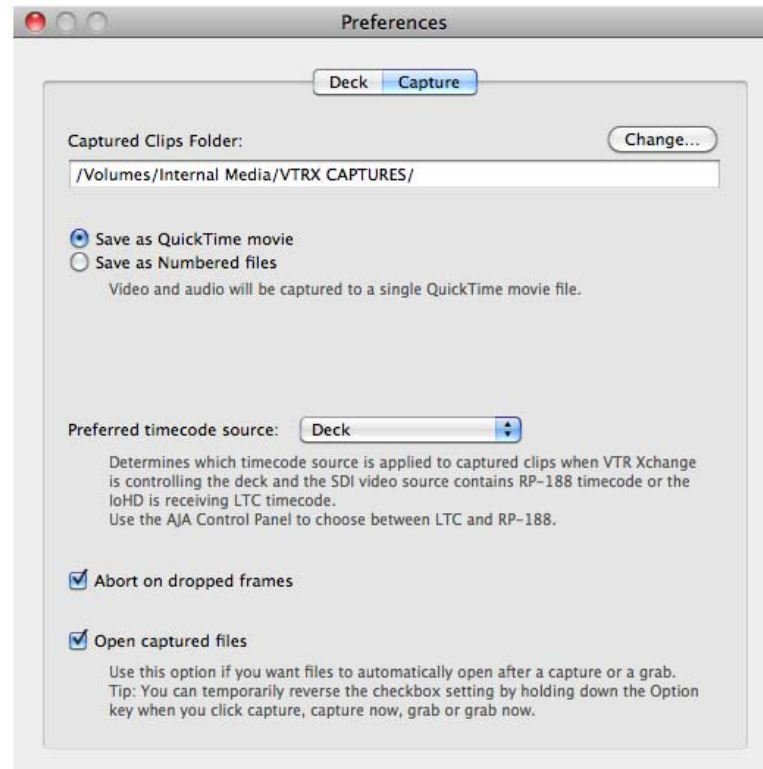 Preferences
Deck Capture
Captured Clips Folder: Change...
/Volumes/Internal Media/VTRX CAPTURES/
Save as QuickTime movie
Save as Numbered files
Video and audio will be captured to a single QuickTime movie file.
Preferred timecode source: Deck
Determines which timecode source is applied to captured clips when VTR Xchange
is controlling the deck and the SDI video source contains RP-188 timecode or the
IoHD is receiving LTC timecode.
Use the AJA Control Panel to choose between LTC and RP-188.
Abort on dropped frames
Open captured files
Use this option if you want files to automatically open after a capture or a grab.
Tip: You can temporarily reverse the checkbox setting by holding down the Option
key when you click capture, capture now, grab or grab now.